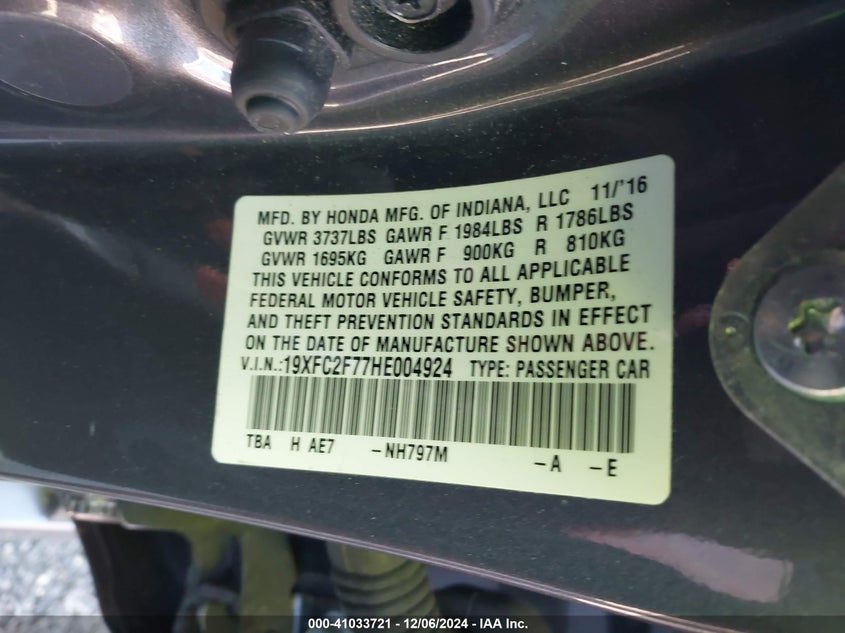 MFD. BY HONDA MFG. OF INDIANA, LLC 11/'16
GVWR 3737LBS GAWR F 1984LBS R 1786LBS
GVWR 1695KG GAWR F 900KG R 810KG
THIS VEHICLE CONFORMS TO ALL APPLICABLE
FEDERAL MOTOR VEHICLE SAFETY, BUMPER,
AND THEFT PREVENTION STANDARDS IN EFFECT
ON THE DATE OF MANUFACTURE SHOWN ABOVE.
V.I.N.:19XFC2F77HE004924 TYPE: PASSENGER CAR
TBA H AE7 -NH797M -A -E
000-41033721 - 12/06/2024 - IAA Inc.